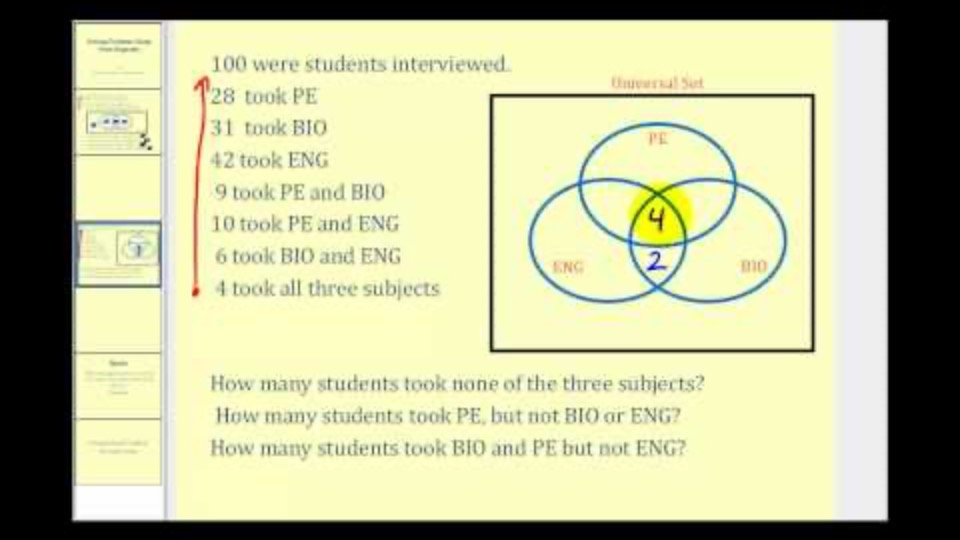 100 were students interviewed.
28 took PE
31 took BIO
42 took ENG
9 took PE and BIO
10 took PE and ENG
6 took BIO and ENG
4 took all three subjects
Universal Set
PE
4
ENG
2
BIO
How many students took none of the three subjects?
How many students took PE, but not BIO or ENG?
How many students took BIO and PE but not ENG?